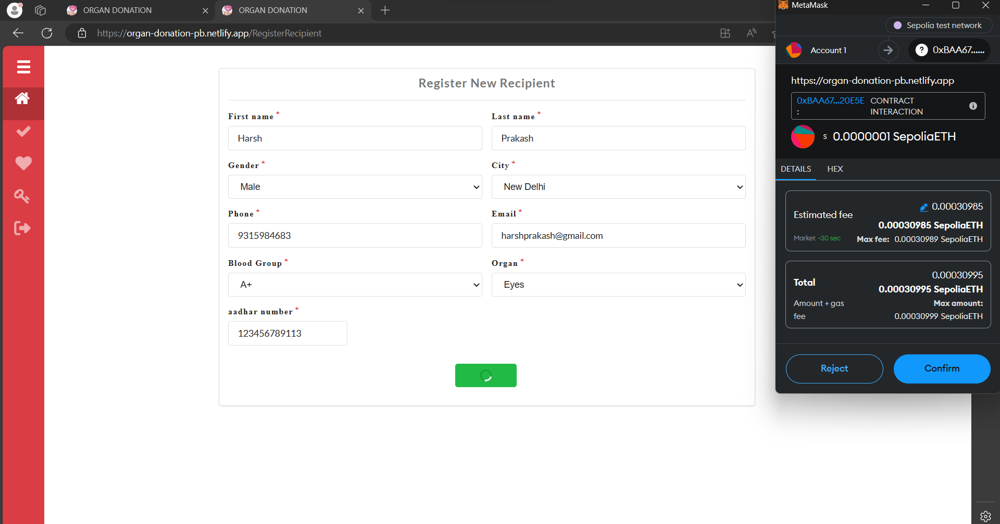 ORGAN DONATION
ORGAN DONATION
https://organ-donation-pb.netlify.app/RegisterRecipient
Register New Recipient
First name *
Last name *
Harsh
Prakash
Gender *
City *
Male
New Delhi
Phone *
Email *
9315984683
harshprakash@gmail.com
Blood Group *
Organ *
A+
Eyes
aadhar number *
123456789113
MetaMask
Sepolia test network
Account 1
0xBAA67......
https://organ-donation-pb.netlify.app
0xBAA67...20E5E : CONTRACT
INTERACTION
S 0.0000001 SepoliaETH
DETAILS HEX
0.00030985
Estimated fee
0.00030985 SepoliaETH
Market ~30 sec Max fee: 0.00030989 SepoliaETH
0.00030995
Total
0.00030995 SepoliaETH
Amount + gas fee
Max amount:
0.00030999 SepoliaETH
Reject
Confirm